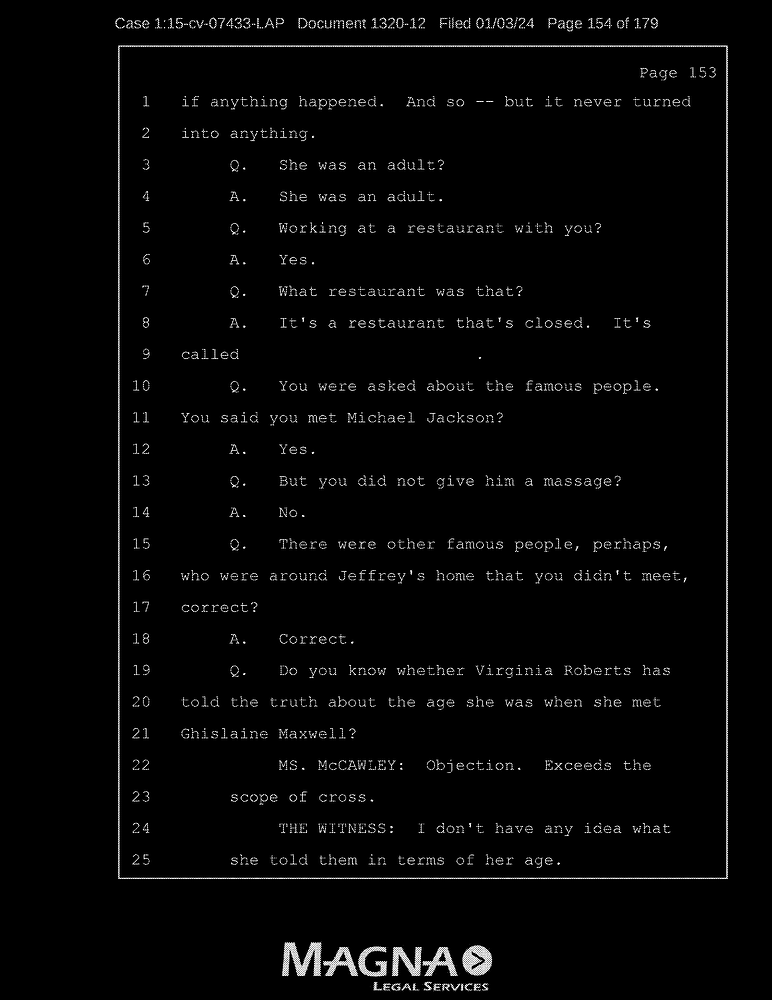 Case 1:15-cv-07433-LAP Document 1320-12 Filed 01/03/24 Page 154 of 179
Page 153
1 if anything happened. And so -- but it never turned
2 into anything.
3 Q. She was an adult?
4 A. She was an adult.
5 Q. Working at a restaurant with you?
6 A. Yes.
7 Q. What restaurant was that?
8 A. It's a restaurant that's closed. It's
9 called .
10 Q. You were asked about the famous people.
11 You said you met Michael Jackson?
12 A. Yes.
13 Q. But you did not give him a massage?
14 A. No.
15 Q. There were other famous people, perhaps,
16 who were around Jeffrey's home that you didn't meet,
17 correct?
18 A. Correct.
19 Q. Do you know whether Virginia Roberts has
20 told the truth about the age she was when she met
21 Ghislaine Maxwell?
22 MS. McCAWLEY: Objection. Exceeds the
23 scope of cross.
24 THE WITNESS: I don't have any idea what
25 she told them in terms of her age.
MAGNA
LEGAL SERVICES